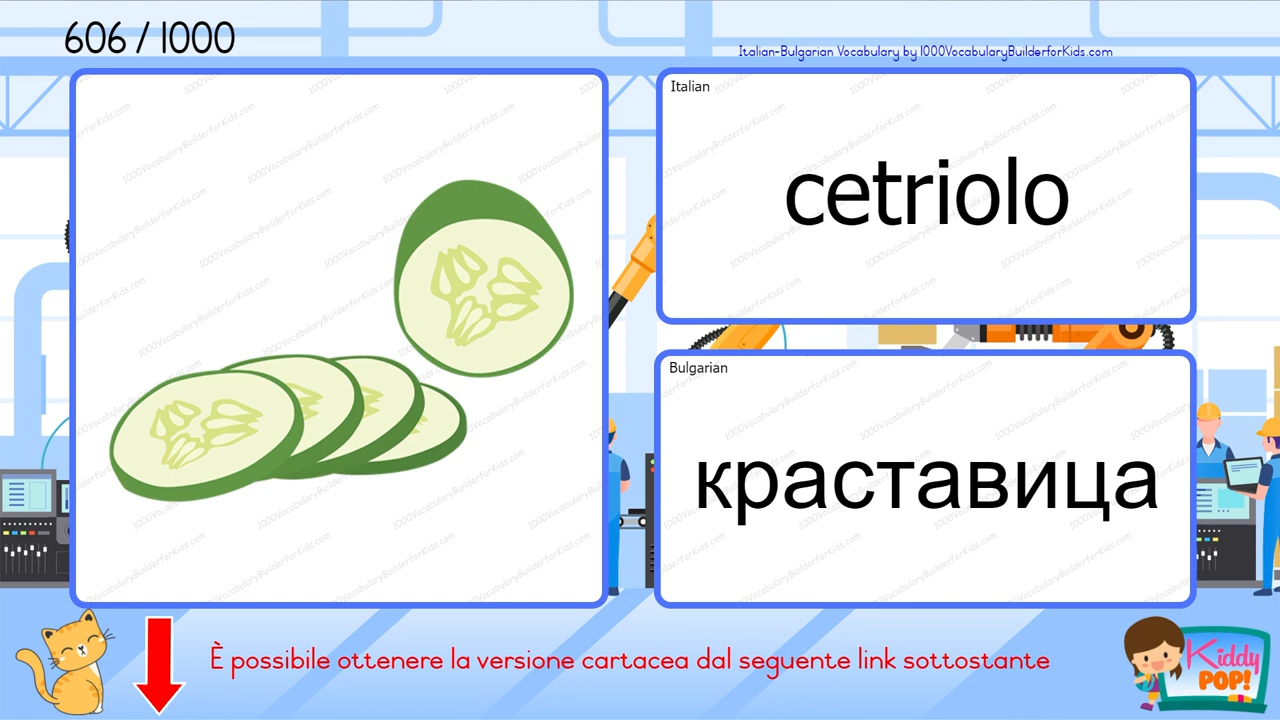 606 / 1000
Italian-Bulgarian Vocabulary by 1000VocabularyBuilderforKids.com
Italian
cetriolo
Bulgarian
краставица
È possibile ottenere la versione cartacea dal seguente link sottostante
Kiddy
POP!